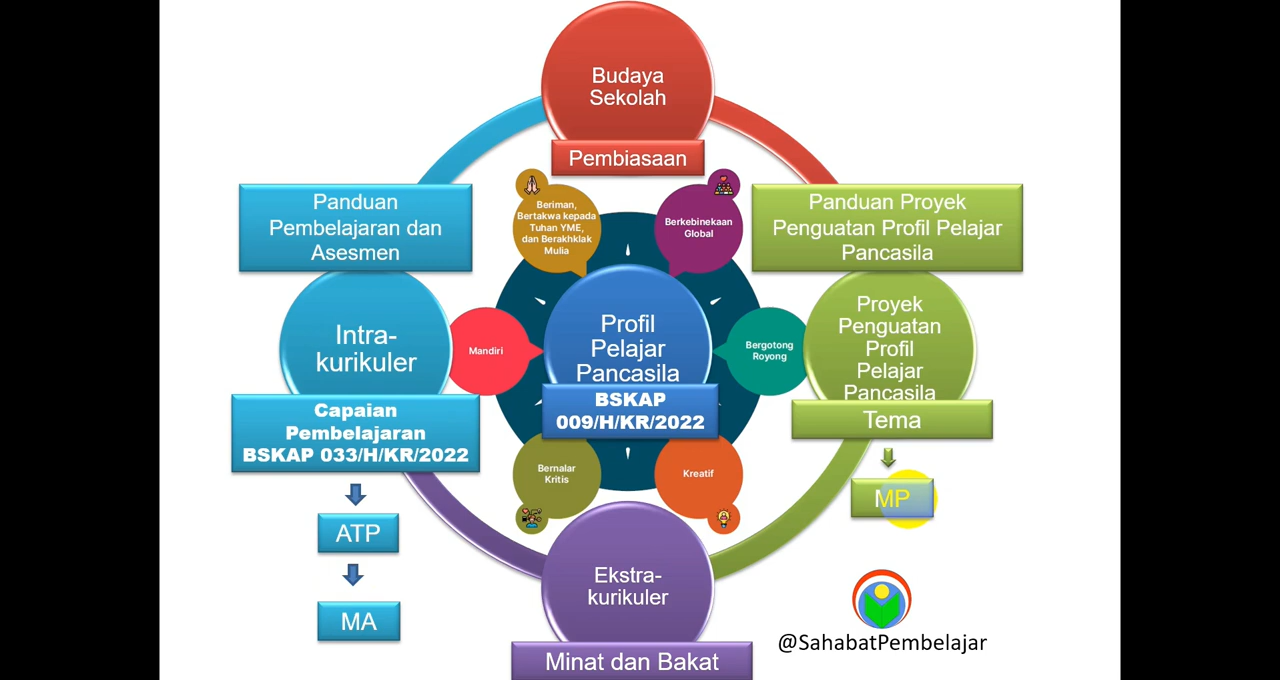 Budaya
Sekolah
Pembiasaan
Panduan
Pembelajaran dan
Asesmen
Beriman,
Bertakwa kepada
Tuhan YME,
dan Berakhklak
Mulia
Berkebinekaan
Global
Panduan Proyek
Penguatan Profil Pelajar
Pancasila
Intra-
kurikuler
Mandiri
Profil
Pelajar
Pancasila
BSKAP
009/H/KR/2022
Bergotong
Royong
Proyek
Penguatan
Profil
Pelajar
Pancasila
Tema
MP
Capaian
Pembelajaran
BSKAP 033/H/KR/2022
ATP
MA
Bernalar
Kritis
Kreatif
Ekstra-
kurikuler
Minat dan Bakat
@SahabatPembelajar